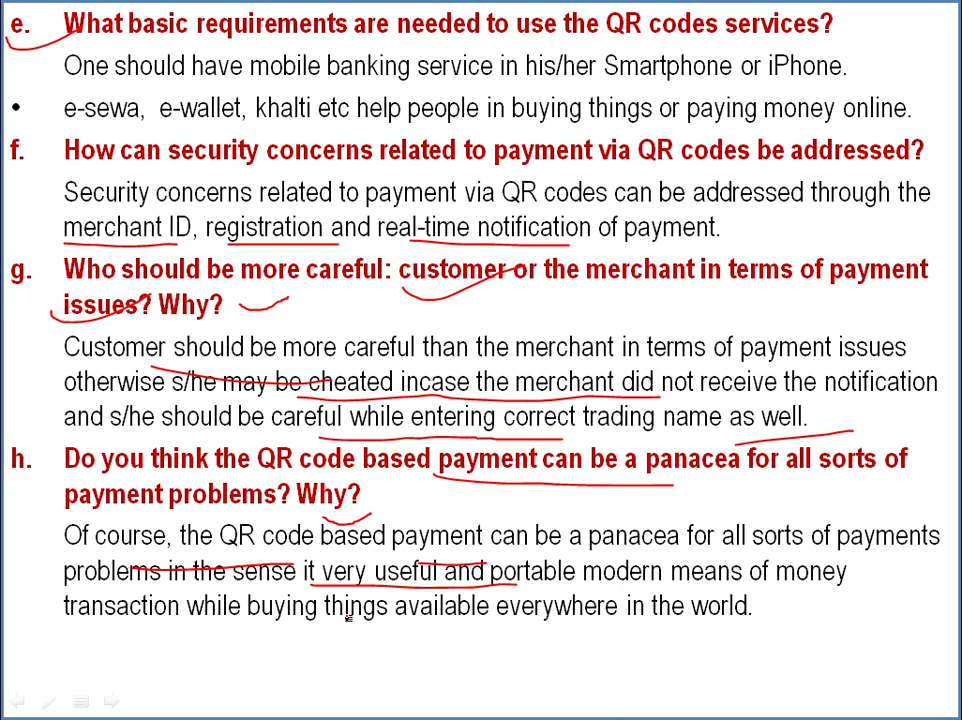 e. What basic requirements are needed to use the QR codes services?
One should have mobile banking service in his/her Smartphone or iPhone.
• e-sewa, e-wallet, khalti etc help people in buying things or paying money online.
f. How can security concerns related to payment via QR codes be addressed?
Security concerns related to payment via QR codes can be addressed through the
merchant ID, registration and real-time notification of payment.
g. Who should be more careful: customer or the merchant in terms of payment
issues? Why?
Customer should be more careful than the merchant in terms of payment issues
otherwise s/he may be cheated incase the merchant did not receive the notification
and s/he should be careful while entering correct trading name as well.
h. Do you think the QR code based payment can be a panacea for all sorts of
payment problems? Why?
Of course, the QR code based payment can be a panacea for all sorts of payments
problems in the sense it very useful and portable modern means of money
transaction while buying things available everywhere in the world.